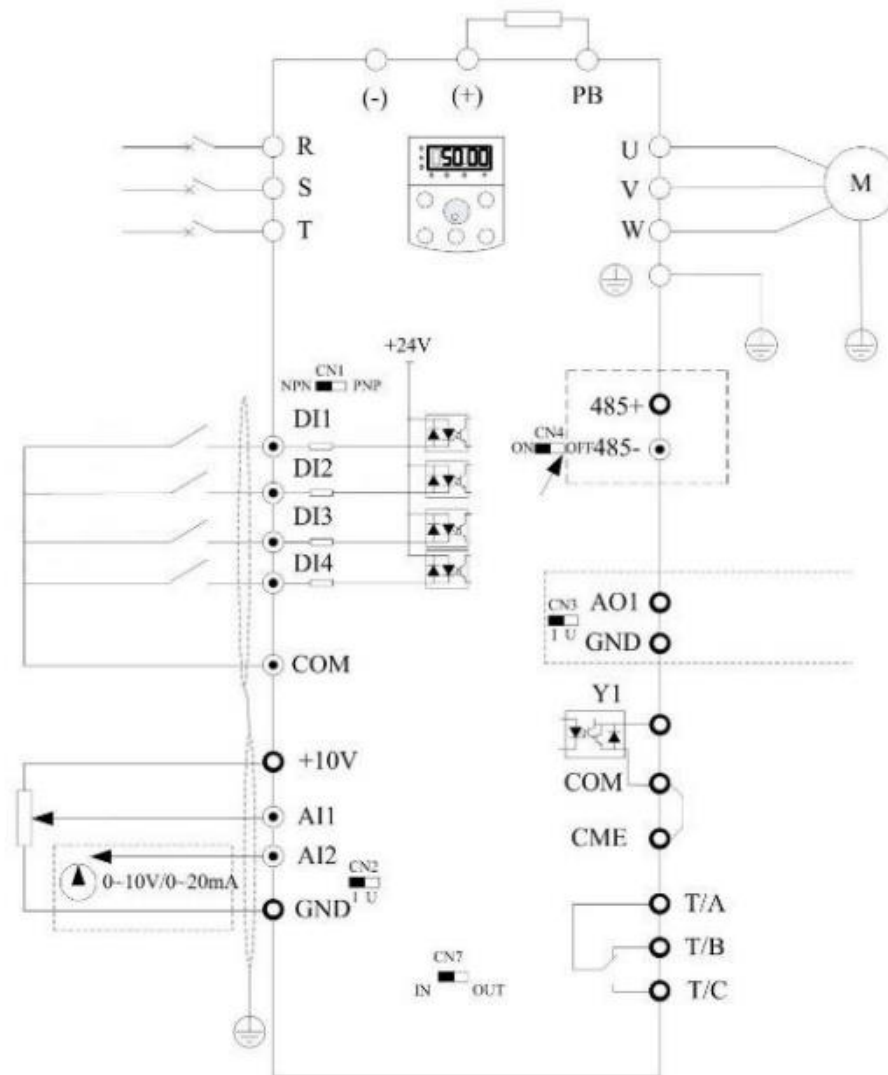 (-) (+) PB
R
S
T
50.00
U
V
W
M
+24V
CN1
NPN PNP
DI1
DI2
DI3
DI4
COM
485+
CN4
ON OFF 485-
CN3
I U
AO1
GND
Y1
COM
CME
+10V
AI1
AI2
0~10V/0~20mA
CN2
I U
GND
T/A
T/B
T/C
CN7
IN OUT